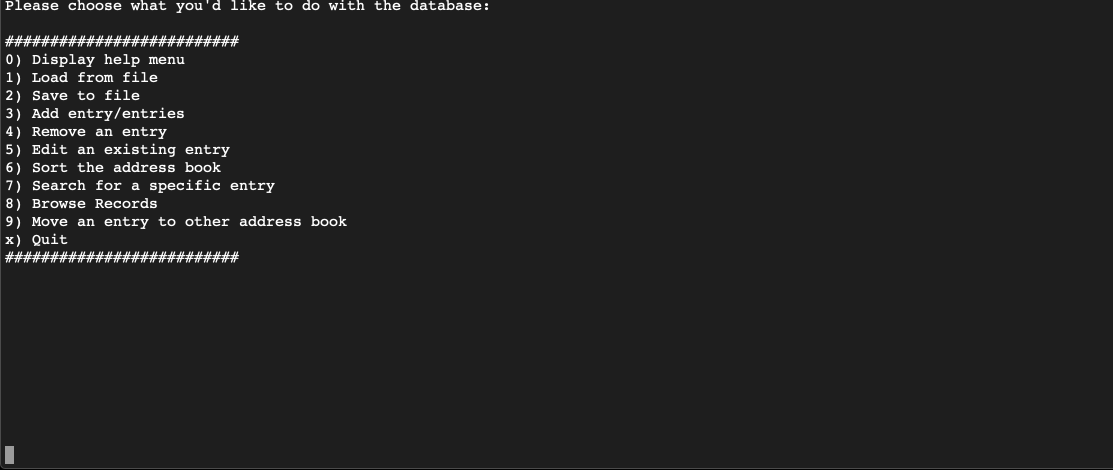 Please choose what you'd like to do with the database:
##########################
0) Display help menu
1) Load from file
2) Save to file
3) Add entry/entries
4) Remove an entry
5) Edit an existing entry
6) Sort the address book
7) Search for a specific entry
8) Browse Records
9) Move an entry to other address book
x) Quit
##########################